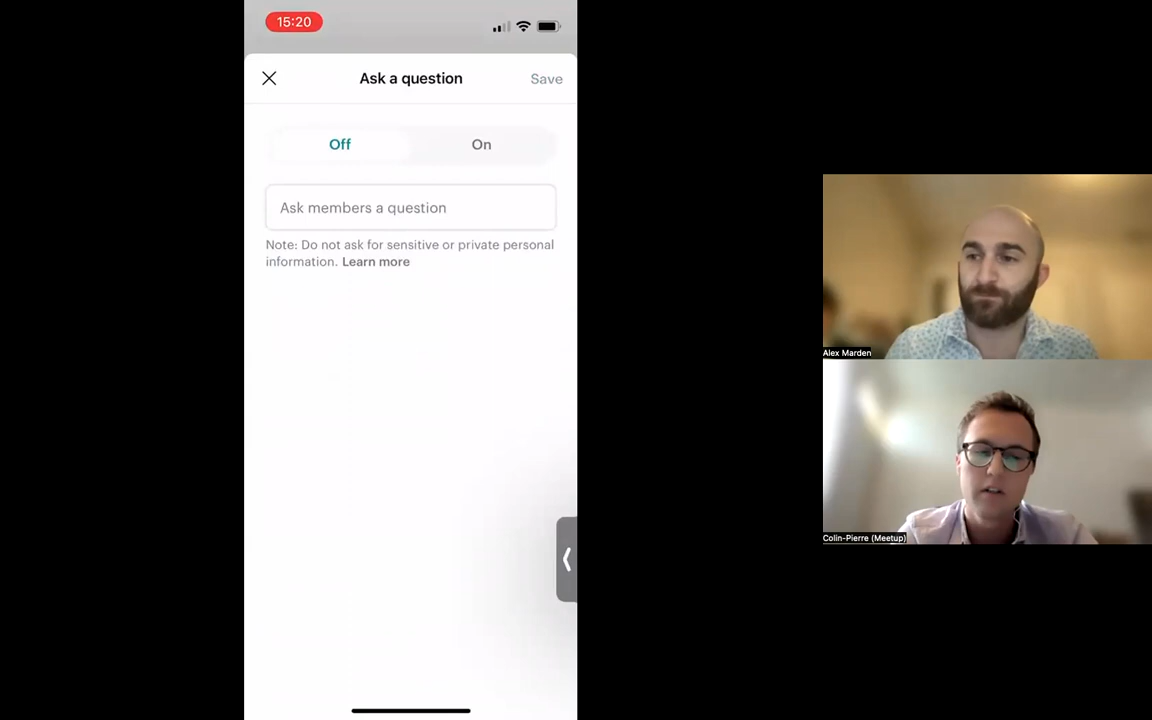 15:20
Ask a question
Save
Off
On
Ask members a question
Note: Do not ask for sensitive or private personal
information. Learn more
Alex Marden
Colin-Pierre (Meetup)